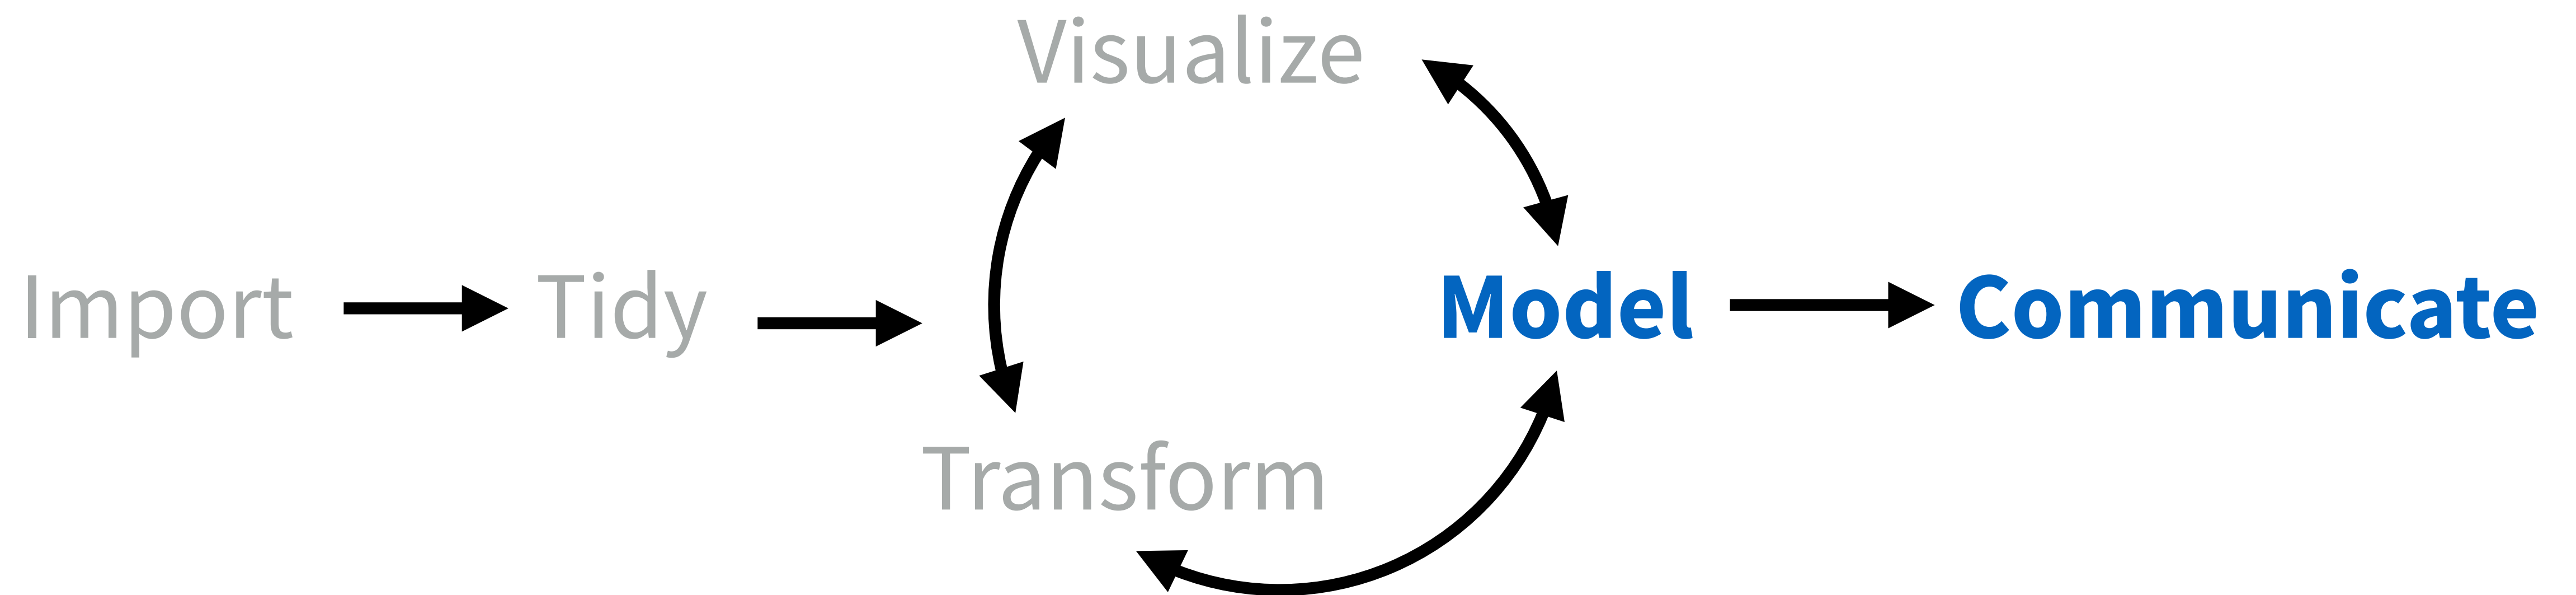 Visualize
Import
Tidy
Model
Communicate
Transform